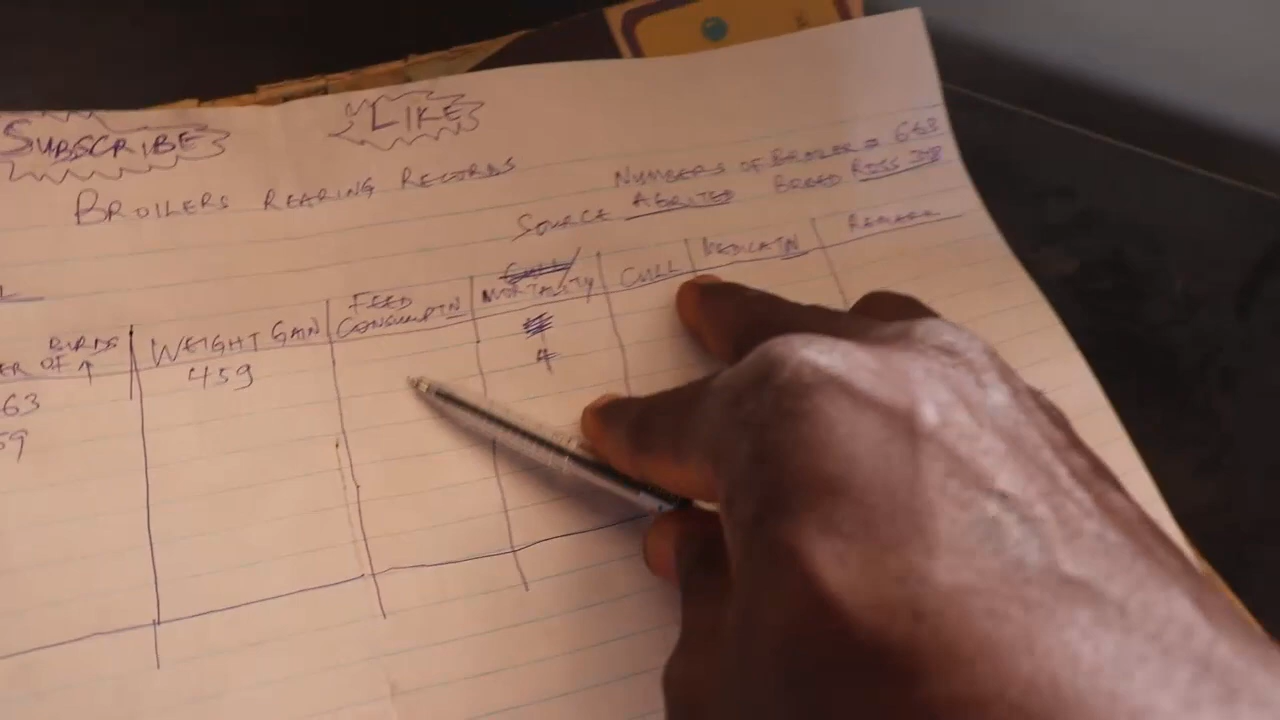 SUBSCRIBE LIKE
BROILERS REARING RECORDS
NUMBERS OF BROILER = 663
SOURCE AGRITED BREED ROSS
BIRDS
OF ↑ WEIGHT GAIN FEED CONSUMPTN MORTALITY CULL MEDICATN REMARK
63 459
59 4